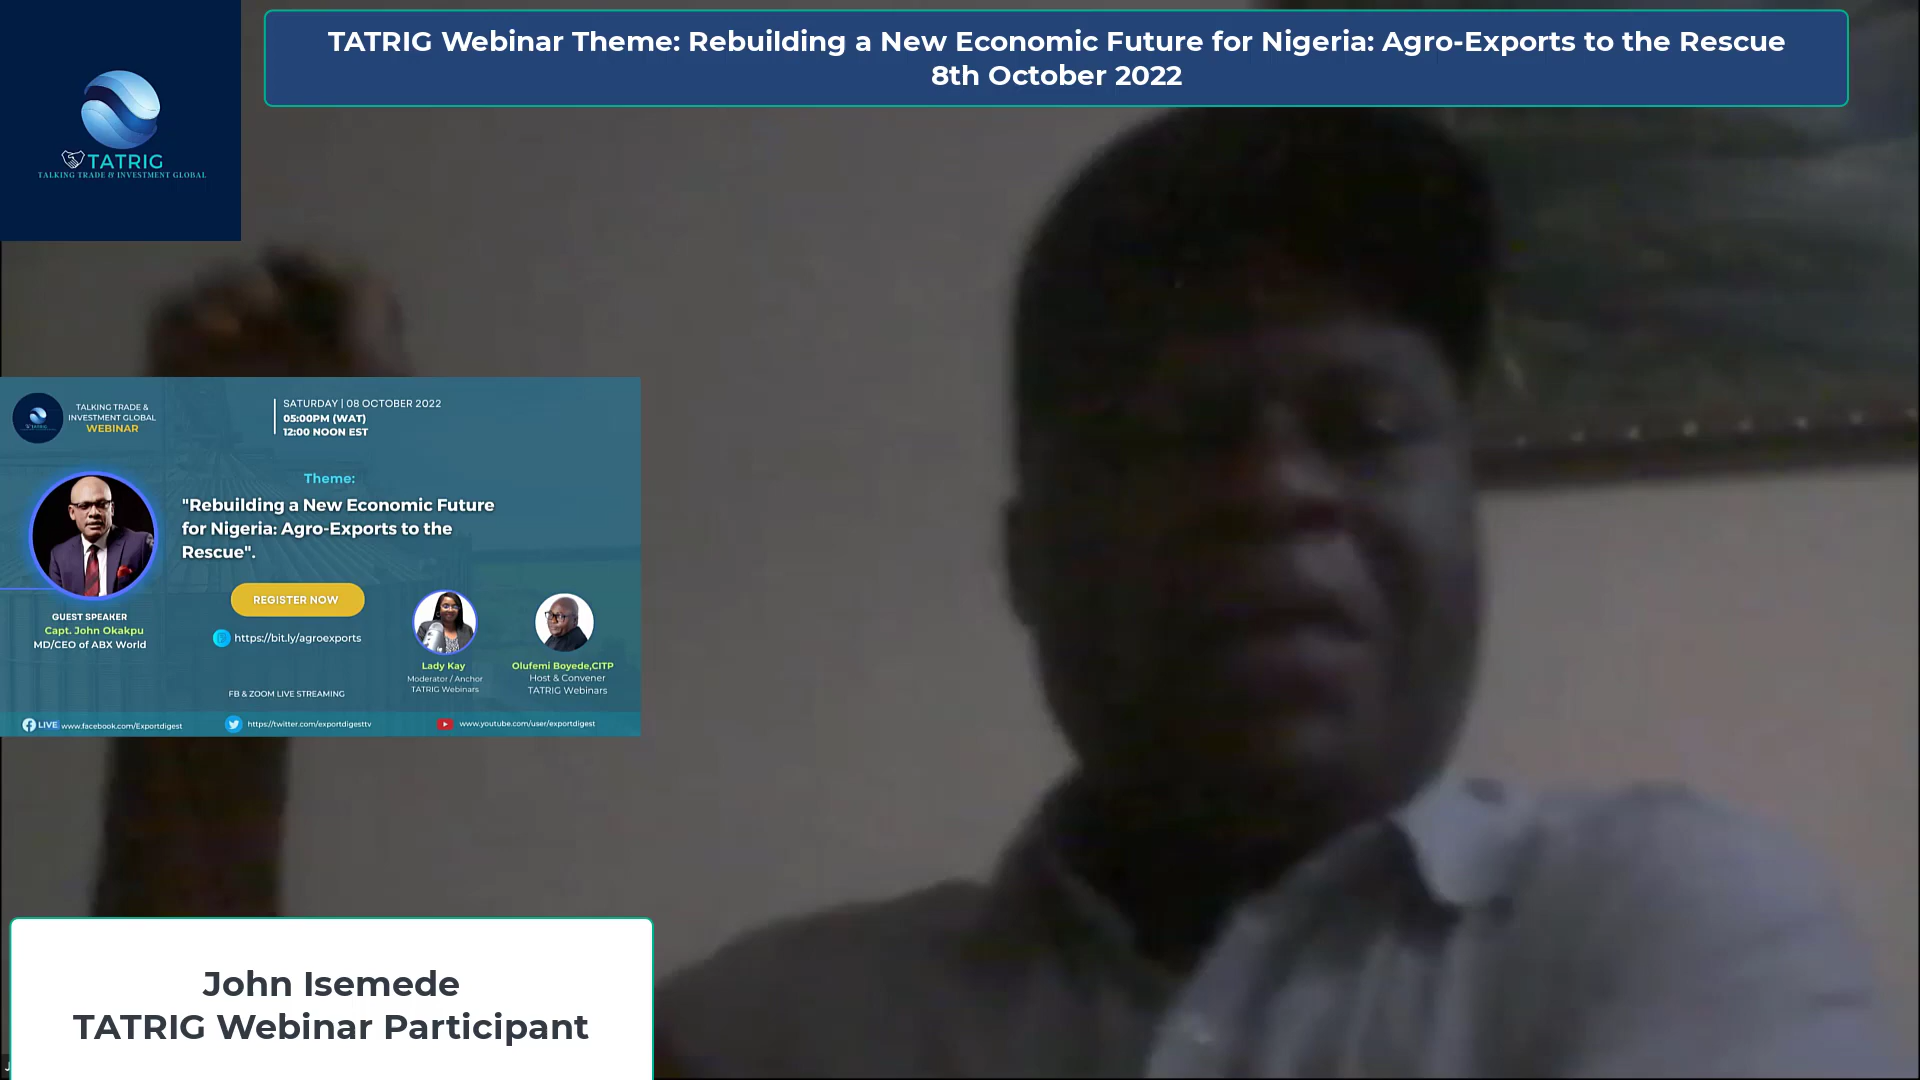 TATRIG Webinar Theme: Rebuilding a New Economic Future for Nigeria: Agro-Exports to the Rescue
8th October 2022
TATRIG
TALKING TRADE & INVESTMENT GLOBAL
TALKING TRADE &
INVESTMENT GLOBAL
WEBINAR
SATURDAY | 08 OCTOBER 2022
05:00PM (WAT)
12:00 NOON EST
Theme:
"Rebuilding a New Economic Future
for Nigeria: Agro-Exports to the
Rescue".
REGISTER NOW
https://bit.ly/agroexports
GUEST SPEAKER
Capt. John Okakpu
MD/CEO of ABX World
Lady Kay
Moderator / Anchor
TATRIG Webinars
Olufemi Boyede,CITP
Host & Convener
TATRIG Webinars
FB & ZOOM LIVE STREAMING
LIVE www.facebook.com/Exportdigest
https://twitter.com/exportdigesttv
www.youtube.com/user/exportdigest
John Isemede
TATRIG Webinar Participant